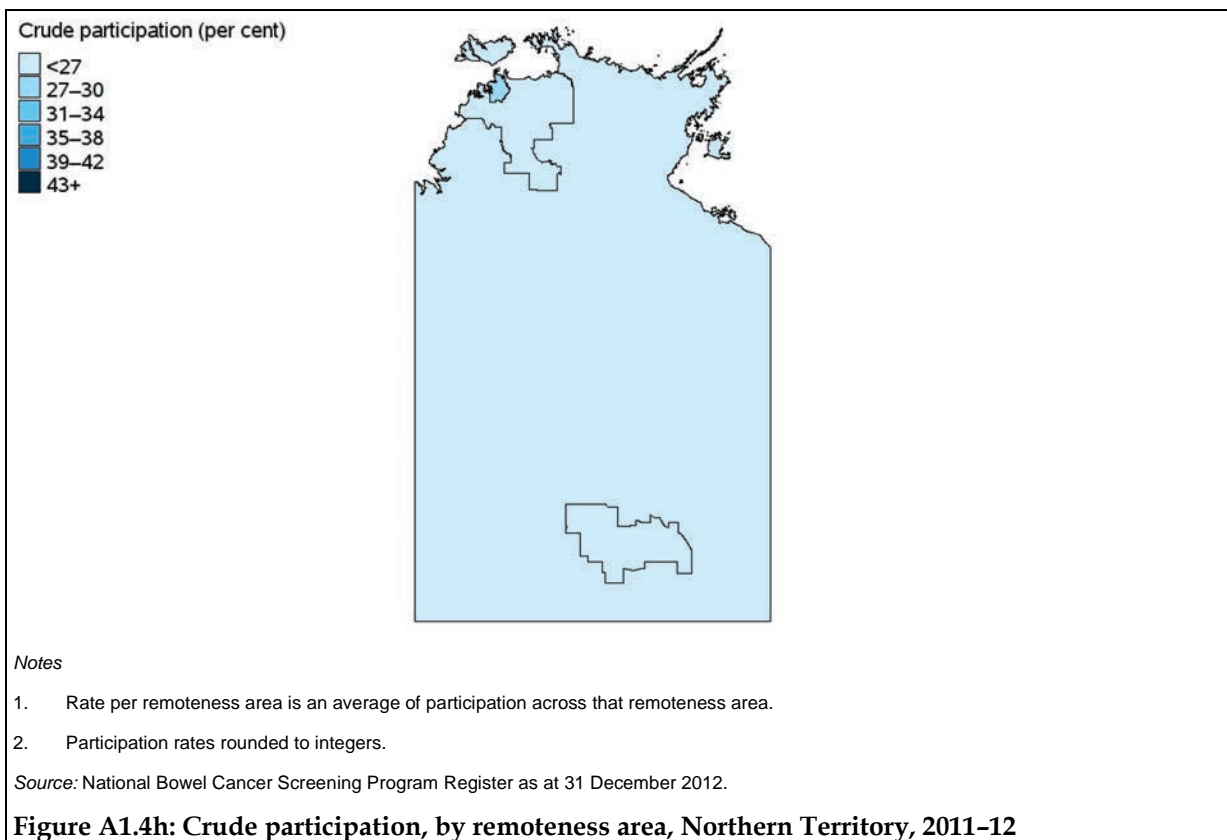 Crude participation (per cent)
<27
27–30
31–34
35–38
39–42
43+
Notes
1. Rate per remoteness area is an average of participation across that remoteness area.
2. Participation rates rounded to integers.
Source: National Bowel Cancer Screening Program Register as at 31 December 2012.
Figure A1.4h: Crude participation, by remoteness area, Northern Territory, 2011–12